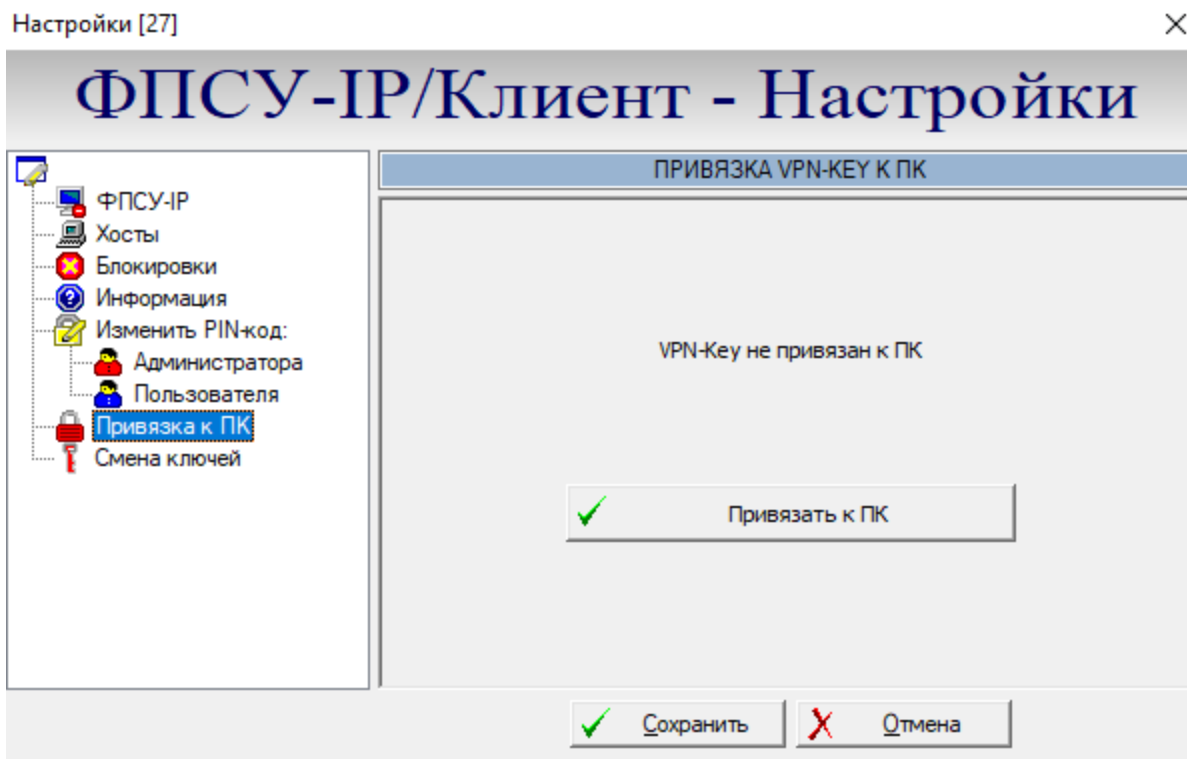 Настройки [27]
ФПСУ-IP/Клиент - Настройки
ФПСУ-IP
Хосты
Блокировки
Информация
Изменить PIN-код:
Администратора
Пользователя
Привязка к ПК
Смена ключей
ПРИВЯЗКА VPN-KEY К ПК
VPN-Key не привязан к ПК
Привязать к ПК
Сохранить
Отмена